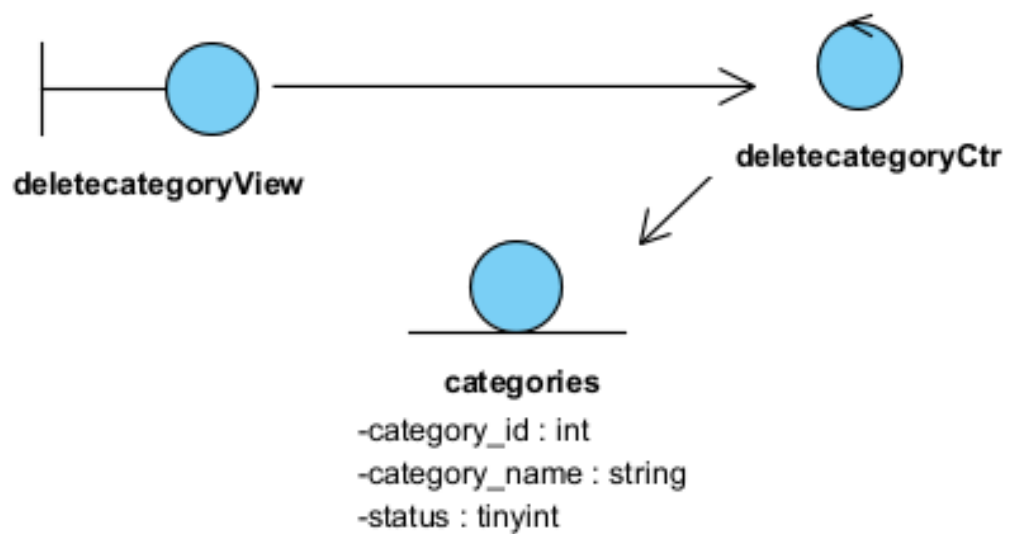 deletecategoryView
deletecategoryCtr
categories
-category_id : int
-category_name : string
-status : tinyint